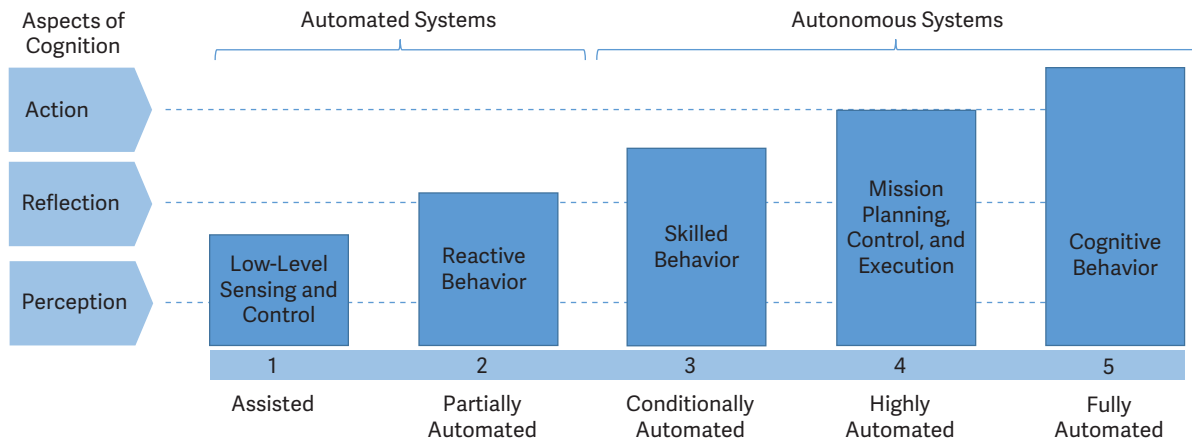 Aspects of
Cognition
Automated Systems
Autonomous Systems
Action
Reflection
Perception
Low-Level
Sensing and
Control
Reactive
Behavior
Skilled
Behavior
Mission
Planning,
Control, and
Execution
Cognitive
Behavior
1
2
3
4
5
Assisted
Partially
Automated
Conditionally
Automated
Highly
Automated
Fully
Automated